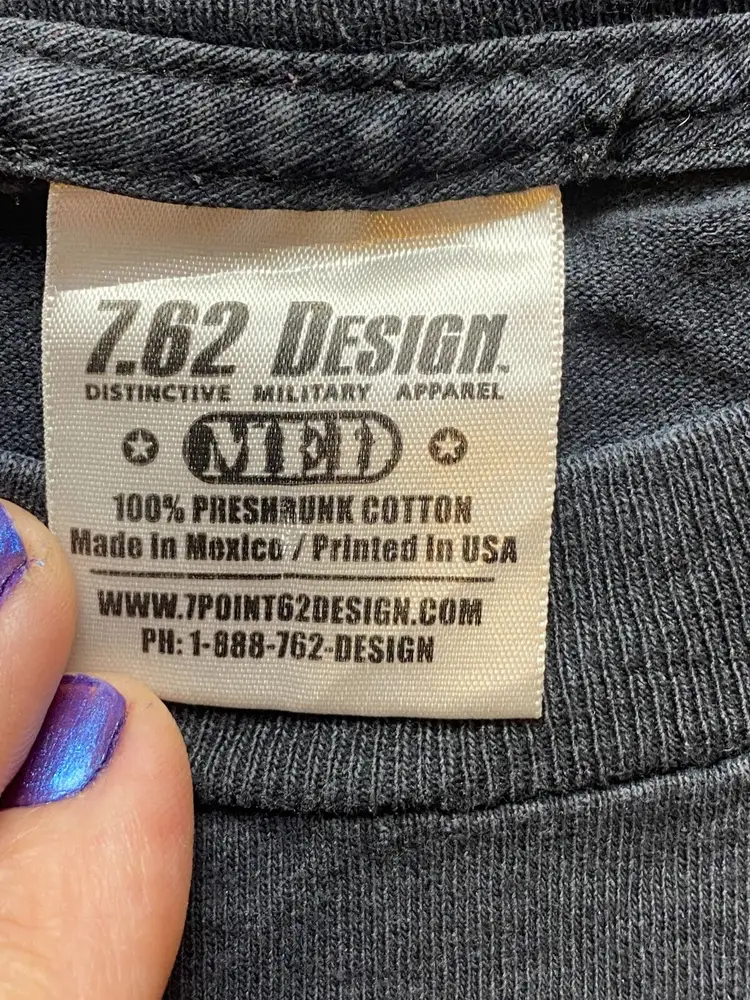 7.62 DESIGN™
DISTINCTIVE MILITARY APPAREL
MED
100% PRESHRUNK COTTON
Made in Mexico / Printed in USA
WWW.7POINT62DESIGN.COM
PH: 1-888-762-DESIGN